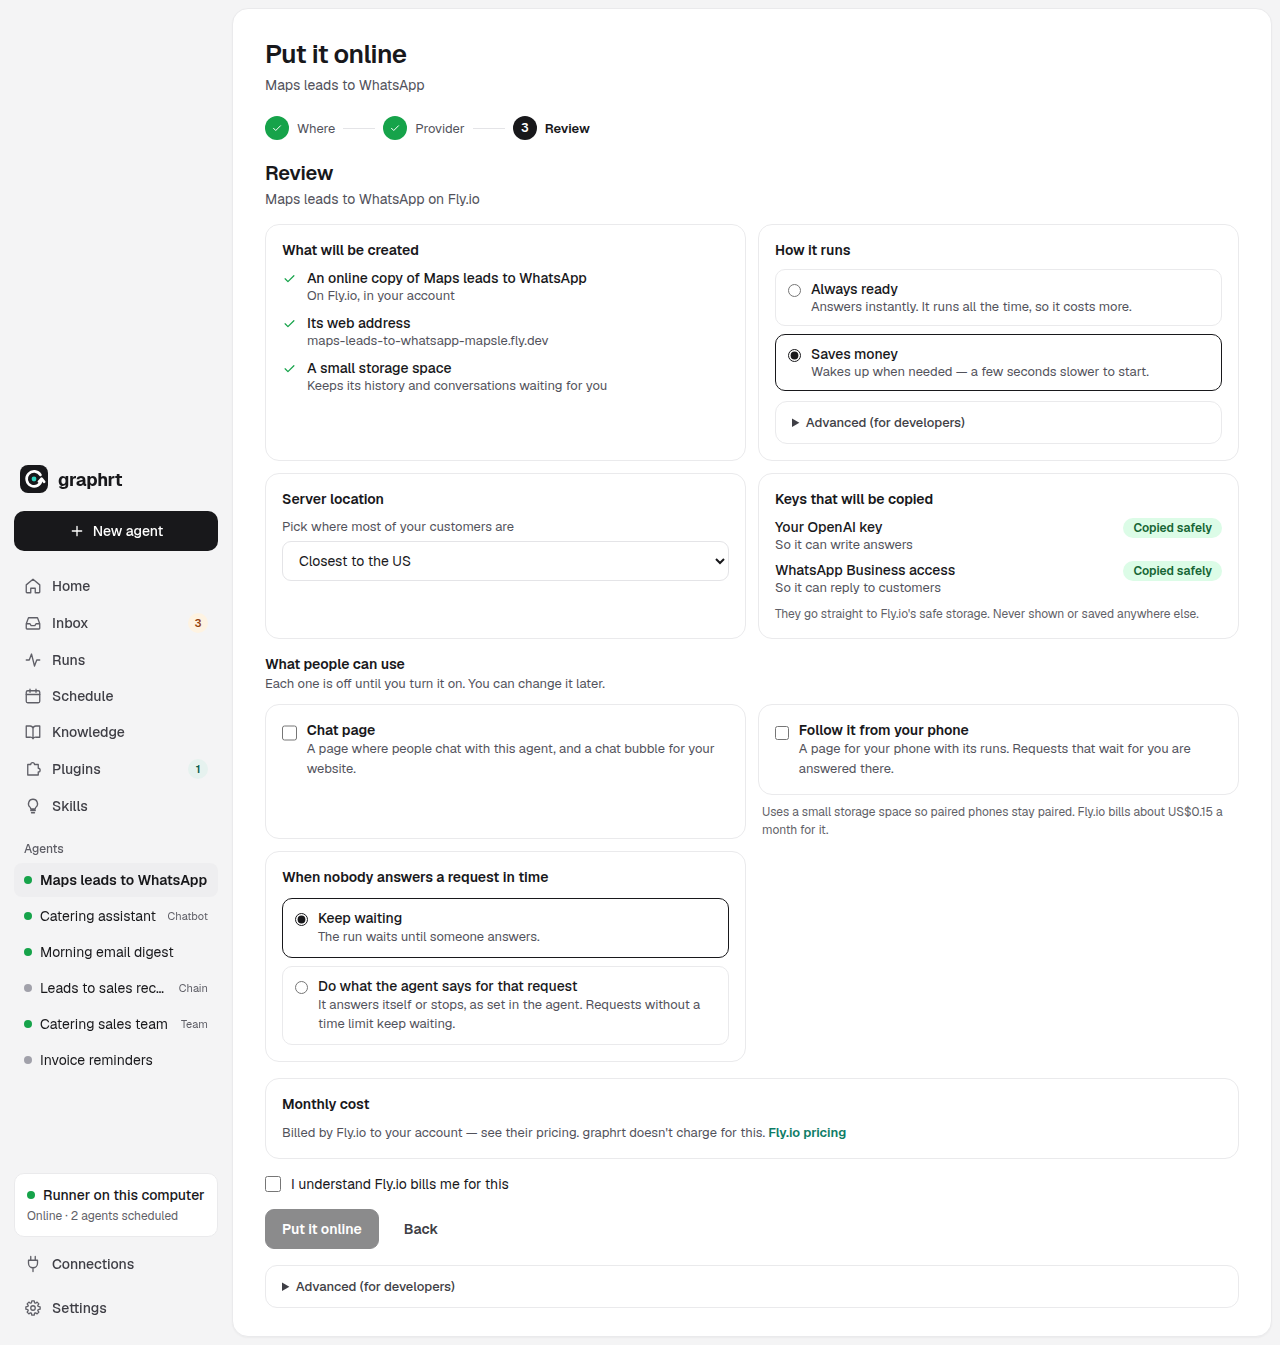 graphrt
New agent
Home
Inbox 3
Runs
Schedule
Knowledge
Plugins 1
Skills
Agents
Maps leads to WhatsApp
Catering assistant Chatbot
Morning email digest
Leads to sales rec... Chain
Catering sales team Team
Invoice reminders
Runner on this computer
Online · 2 agents scheduled
Connections
Settings
Put it online
Maps leads to WhatsApp
Where Provider 3 Review
Review
Maps leads to WhatsApp on Fly.io
What will be created
An online copy of Maps leads to WhatsApp
On Fly.io, in your account
Its web address
maps-leads-to-whatsapp-mapsle.fly.dev
A small storage space
Keeps its history and conversations waiting for you
How it runs
Always ready
Answers instantly. It runs all the time, so it costs more.
Saves money
Wakes up when needed — a few seconds slower to start.
Advanced (for developers)
Server location
Pick where most of your customers are
Closest to the US
Keys that will be copied
Your OpenAI key Copied safely
So it can write answers
WhatsApp Business access Copied safely
So it can reply to customers
They go straight to Fly.io's safe storage. Never shown or saved anywhere else.
What people can use
Each one is off until you turn it on. You can change it later.
Chat page
A page where people chat with this agent, and a chat bubble for your
website.
Follow it from your phone
A page for your phone with its runs. Requests that wait for you are
answered there.
Uses a small storage space so paired phones stay paired. Fly.io bills about US$0.15 a
month for it.
When nobody answers a request in time
Keep waiting
The run waits until someone answers.
Do what the agent says for that request
It answers itself or stops, as set in the agent. Requests without a
time limit keep waiting.
Monthly cost
Billed by Fly.io to your account — see their pricing. graphrt doesn't charge for this. Fly.io pricing
I understand Fly.io bills me for this
Put it online Back
Advanced (for developers)